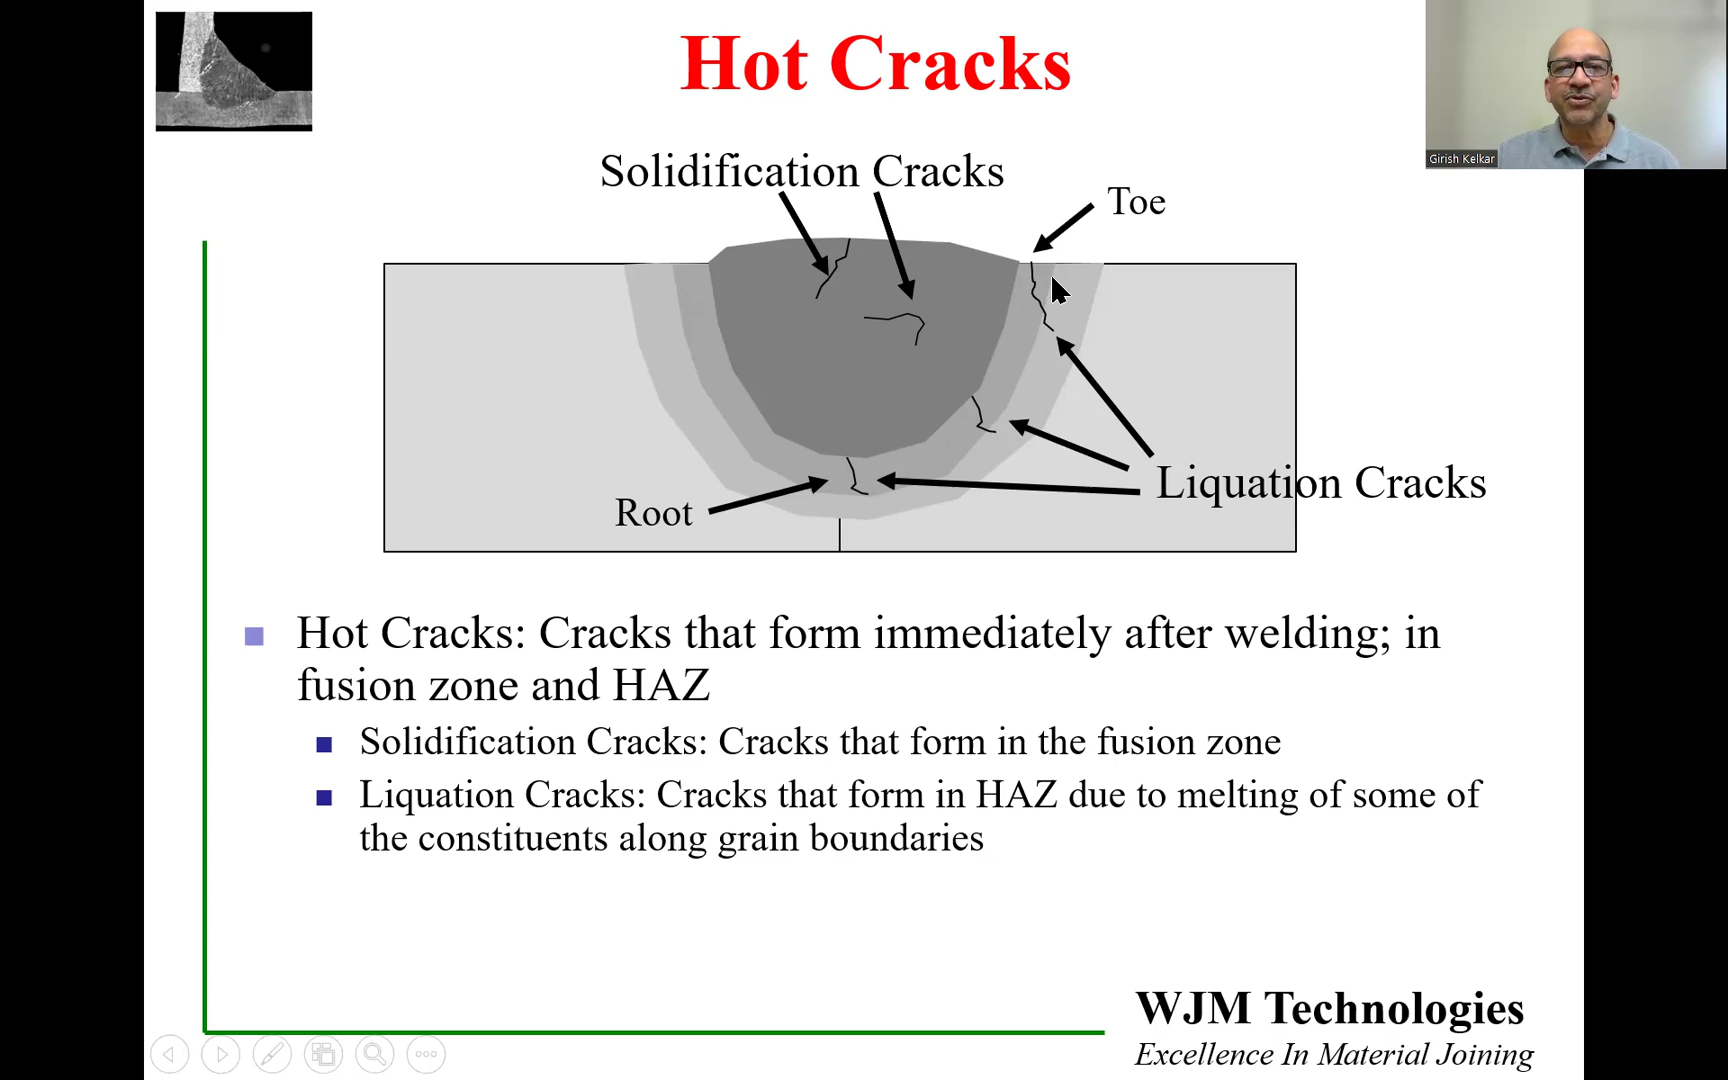 Hot Cracks
Girish Kelkar
Solidification Cracks
Toe
Liquation Cracks
Root
Hot Cracks: Cracks that form immediately after welding; in
fusion zone and HAZ
Solidification Cracks: Cracks that form in the fusion zone
Liquation Cracks: Cracks that form in HAZ due to melting of some of
the constituents along grain boundaries
WJM Technologies
Excellence In Material Joining